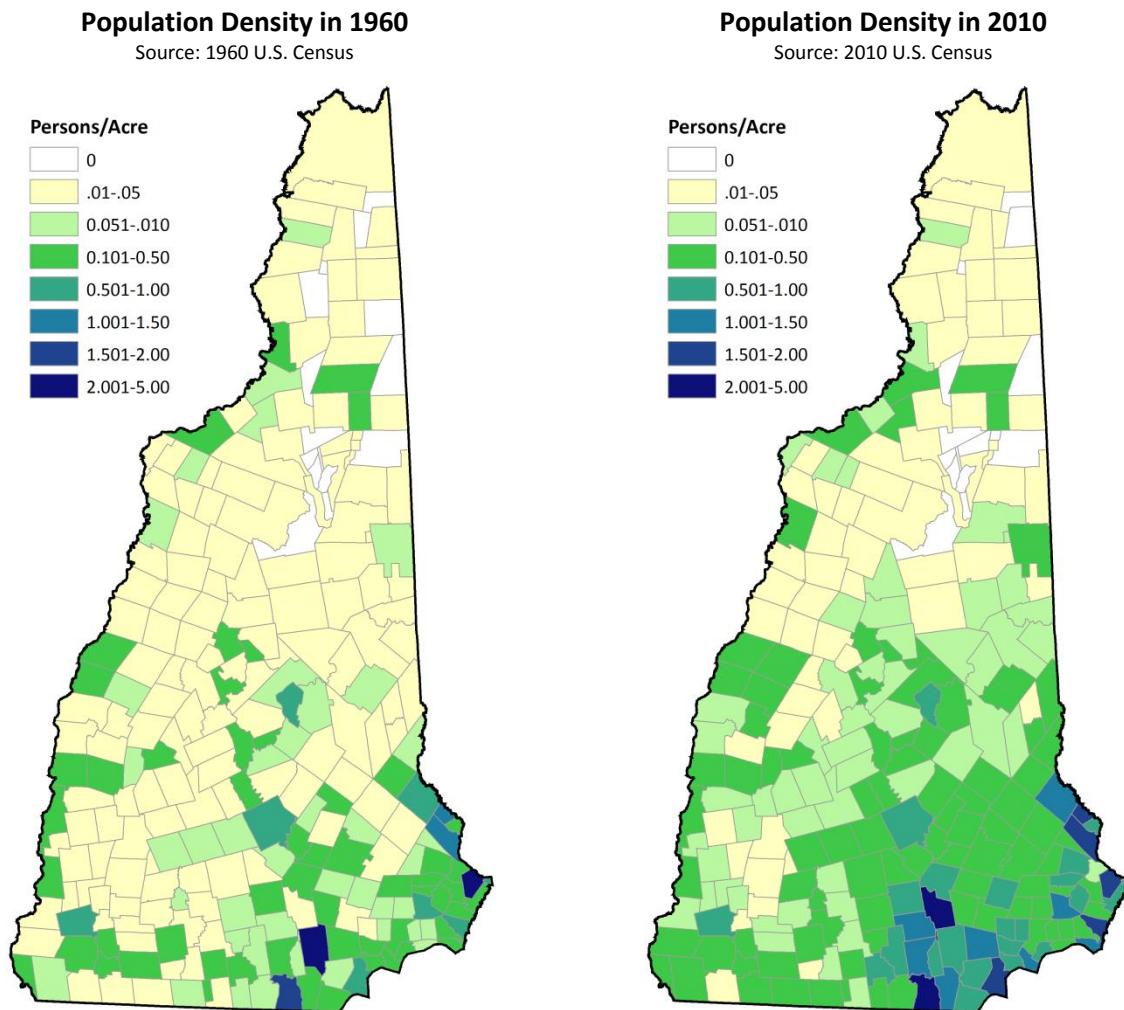 Population Density in 1960
Source: 1960 U.S. Census
Persons/Acre
0
.01-.05
0.051-.010
0.101-0.50
0.501-1.00
1.001-1.50
1.501-2.00
2.001-5.00
Population Density in 2010
Source: 2010 U.S. Census
Persons/Acre
0
.01-.05
0.051-.010
0.101-0.50
0.501-1.00
1.001-1.50
1.501-2.00
2.001-5.00